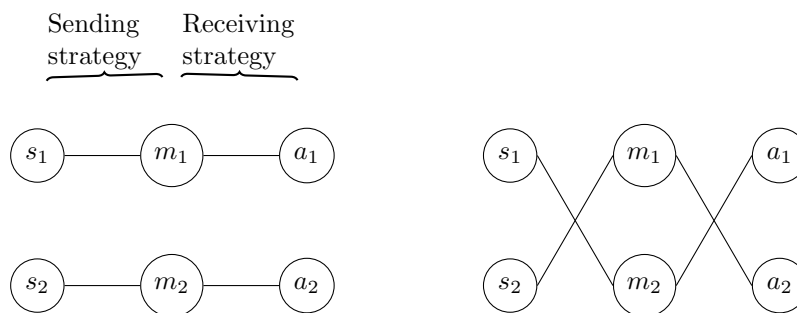 Sending Receiving
strategy strategy
s₁ m₁ a₁ s₁ m₁ a₁
s₂ m₂ a₂ s₂ m₂ a₂